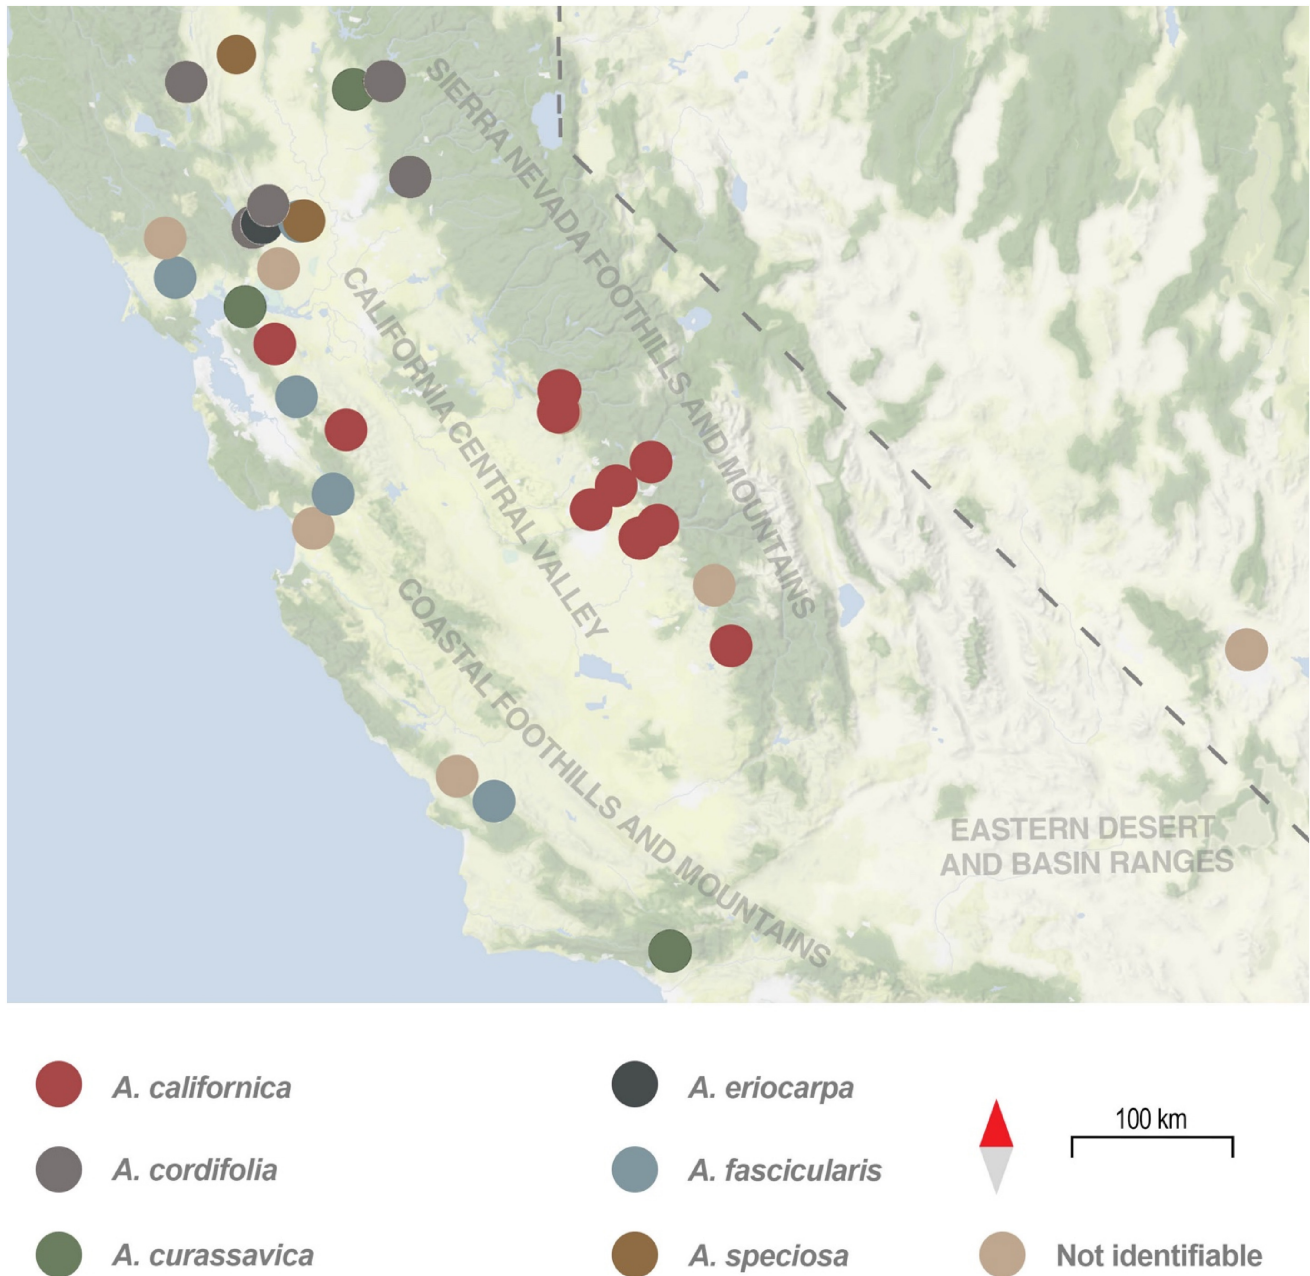 SIERRA NEVADA FOOTHILLS AND MOUNTAINS
CALIFORNIA CENTRAL VALLEY
COASTAL FOOTHILLS AND MOUNTAINS
EASTERN DESERT
AND BASIN RANGES
A. californica
A. eriocarpa
100 km
A. cordifolia
A. fascicularis
A. curassavica
A. speciosa
Not identifiable